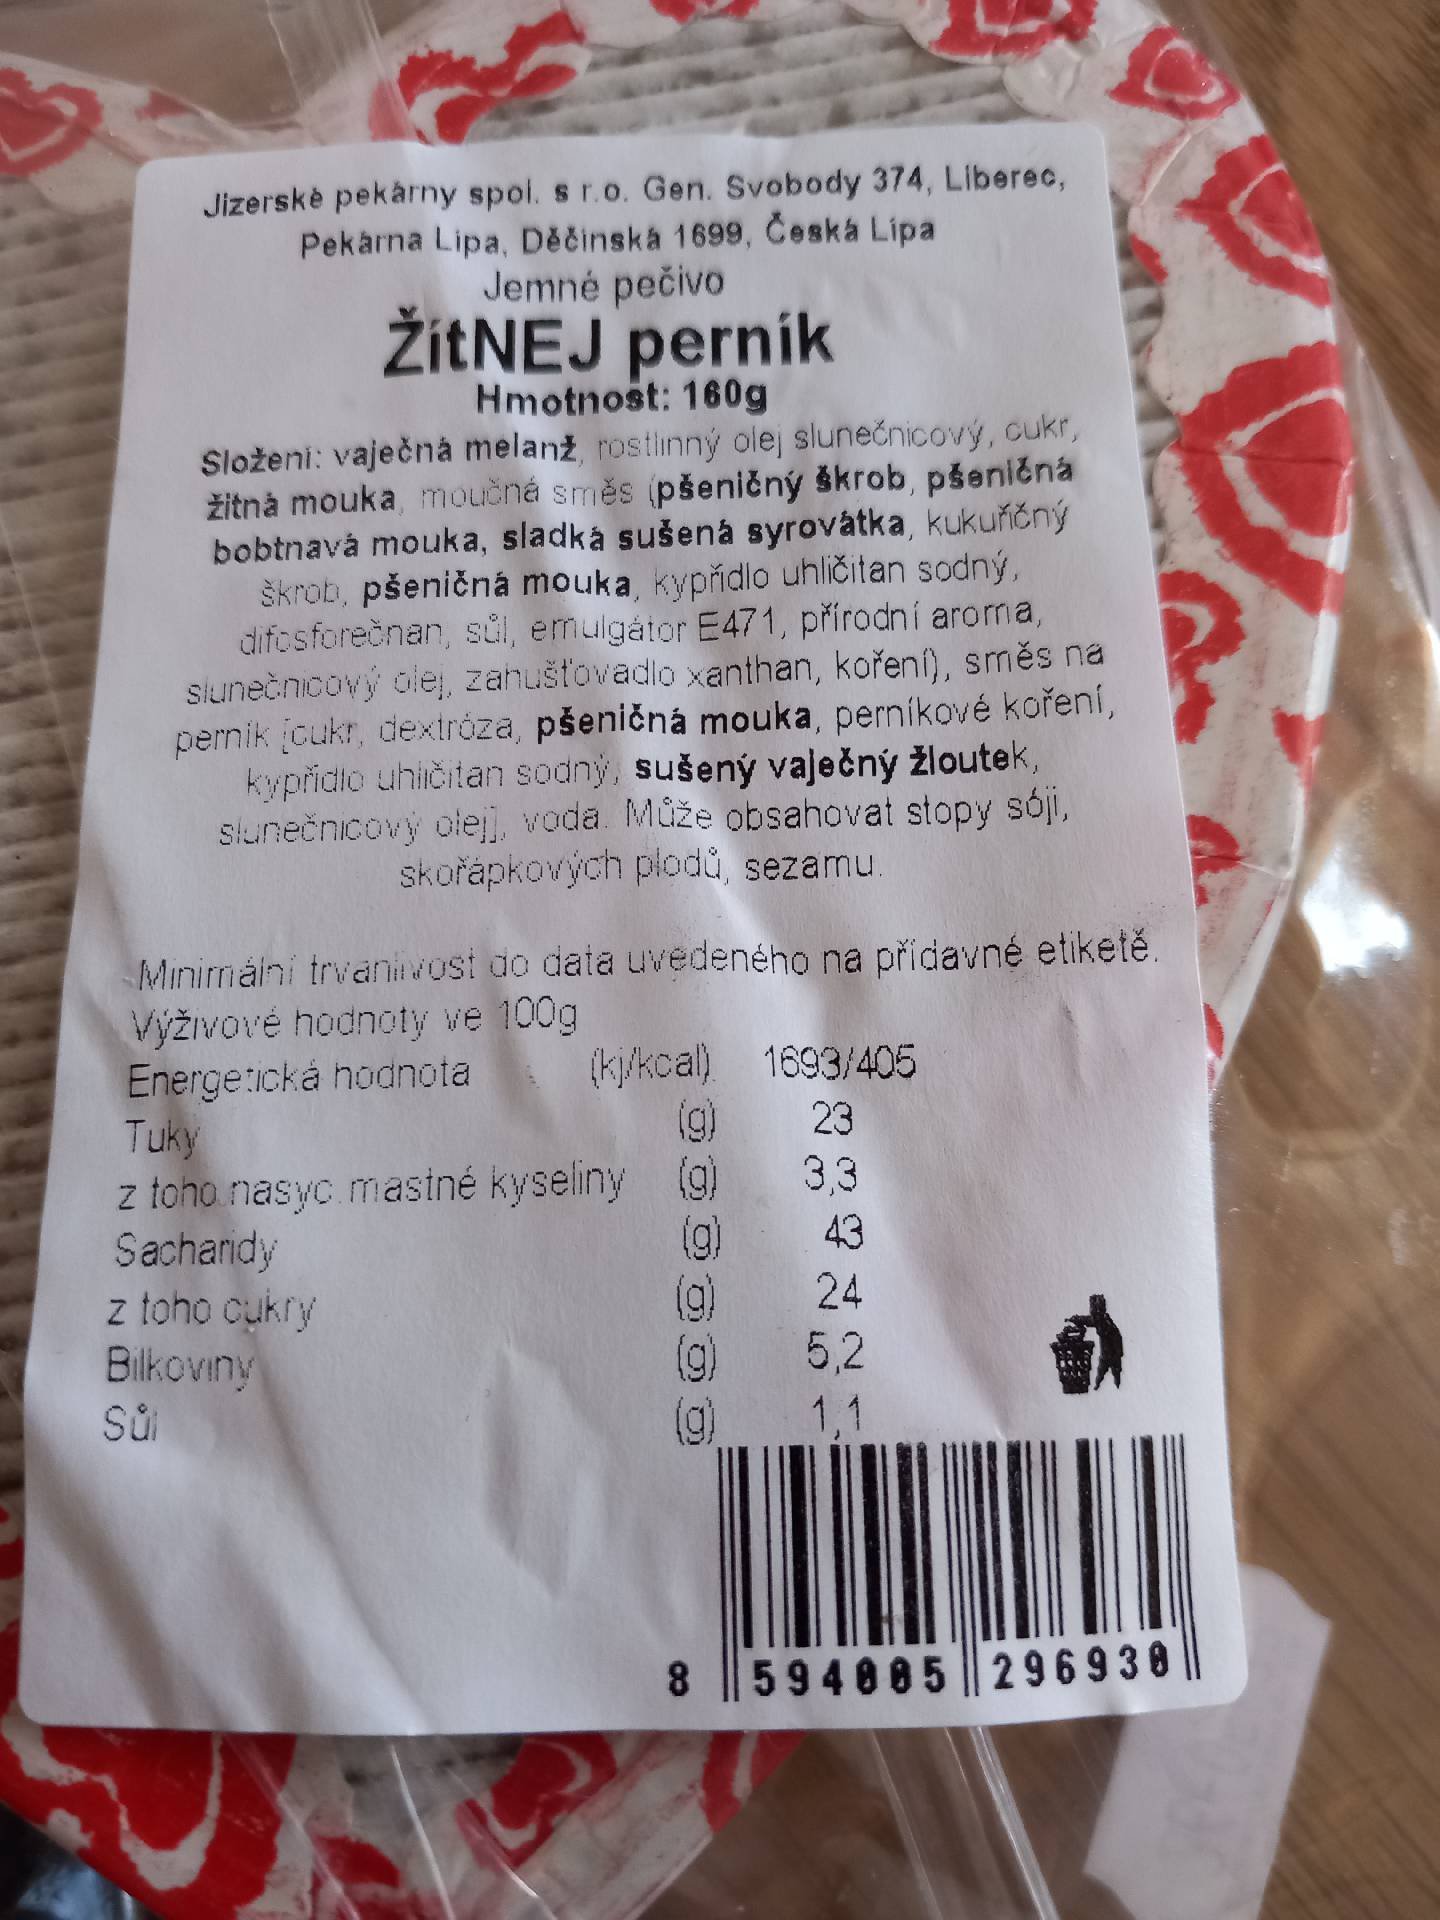 Jizerské pekárny spol. s r.o. Gen. Svobody 374, Liberec,
Pekárna Lípa, Děčínská 1699, Česká Lípa
Jemné pečivo
ŽítNEJ perník
Hmotnost: 160g
Složení: vaječná melanž, rostlinný olej slunečnicový, cukr,
žitná mouka, moučná směs (pšeničný škrob, pšeničná
bobtnavá mouka, sladká sušená syrovátka, kukuřičný
škrob, pšeničná mouka, kypřidlo uhličitan sodný,
difosforečnan, sůl, emulgátor E471, přírodní aroma,
slunečnicový olej, zahušťovadlo xanthan, koření), směs na
perník [cukr, dextróza, pšeničná mouka, perníkové koření,
kypřidlo uhličitan sodný, sušený vaječný žloutek,
slunečnicový olej], voda. Může obsahovat stopy sóji,
skořápkových plodů, sezamu.
Minimální trvanlivost do data uvedeného na přídavné etiketě.
Výživové hodnoty ve 100g
Energetická hodnota (kj/kcal) 1693/405
Tuky (g) 23
z toho nasyc.mastné kyseliny (g) 3,3
Sacharidy (g) 43
z toho cukry (g) 24
Bílkoviny (g) 5,2
Sůl (g) 1,1
8 594005 296930